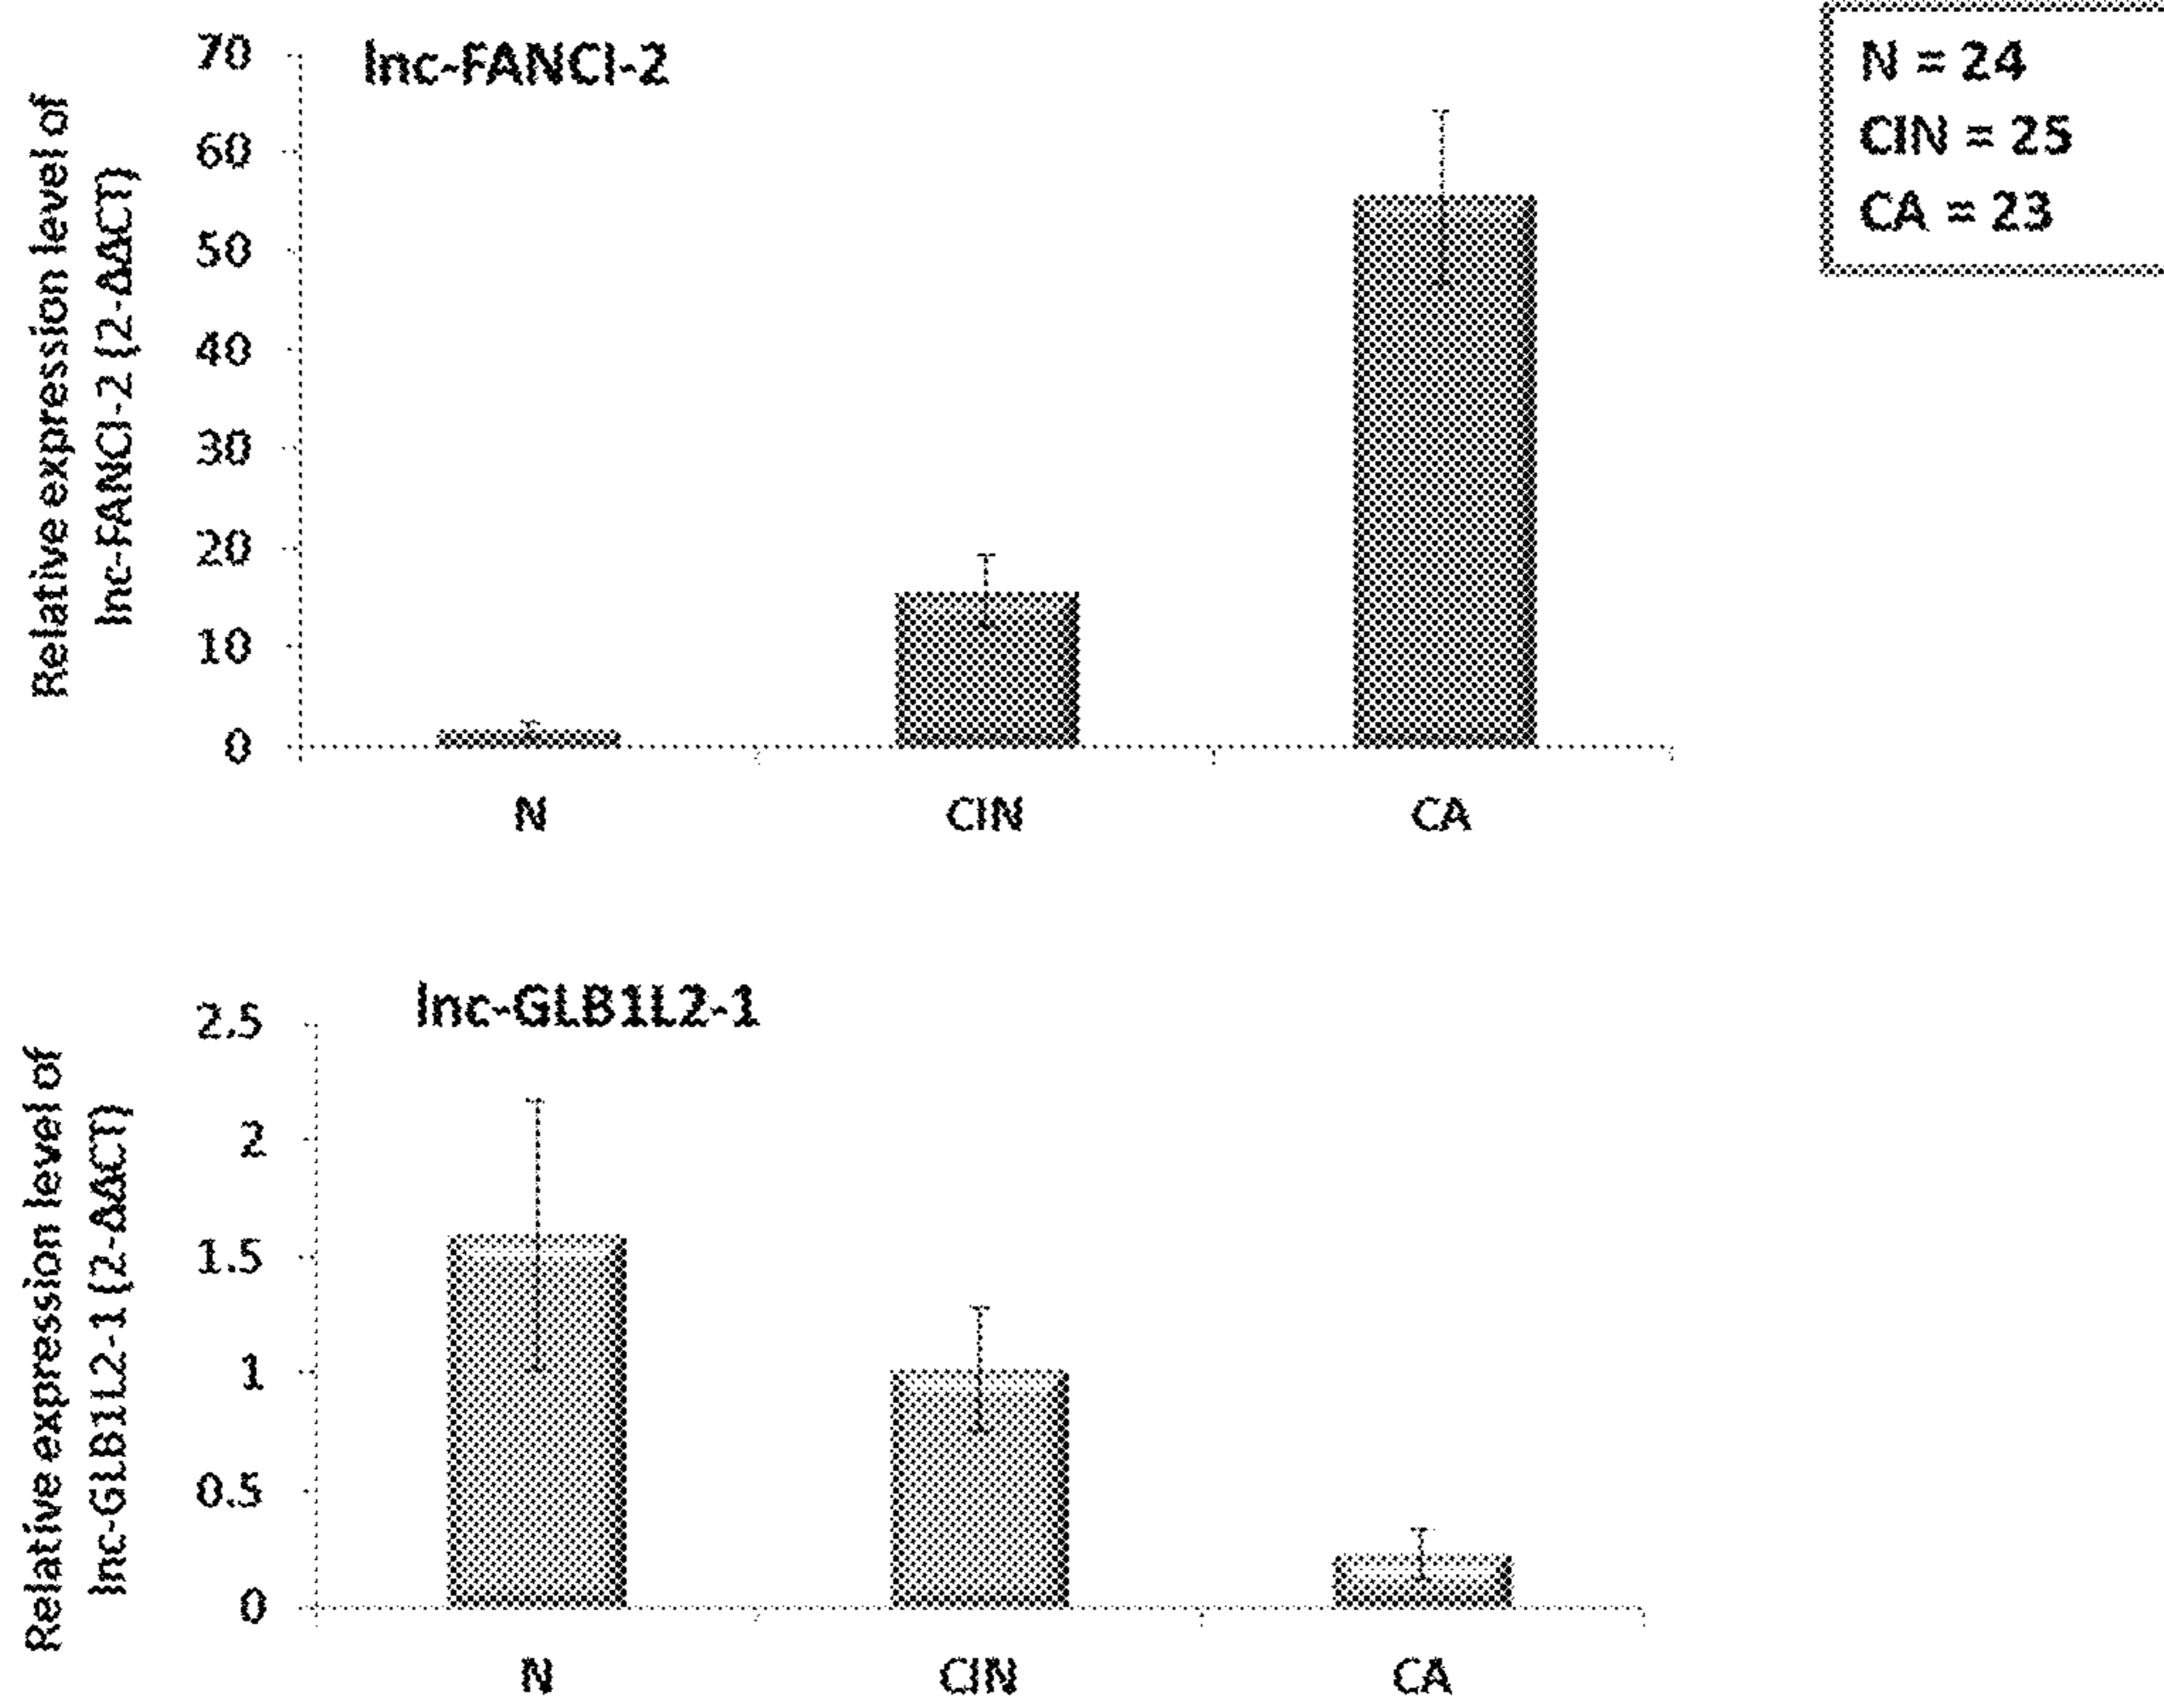 lnc-FANCI-2
Relative expression level of
lnc-FANCI-2 (2-ΔΔCT)
70
60
50
40
30
20
10
0
N
CIN
CA
N = 24
CIN = 25
CA = 23
lnc-GLB1L2-1
Relative expression level of
lnc-GLB1L2-1 (2-ΔΔCT)
2.5
2
1.5
1
0.5
0
N
CIN
CA